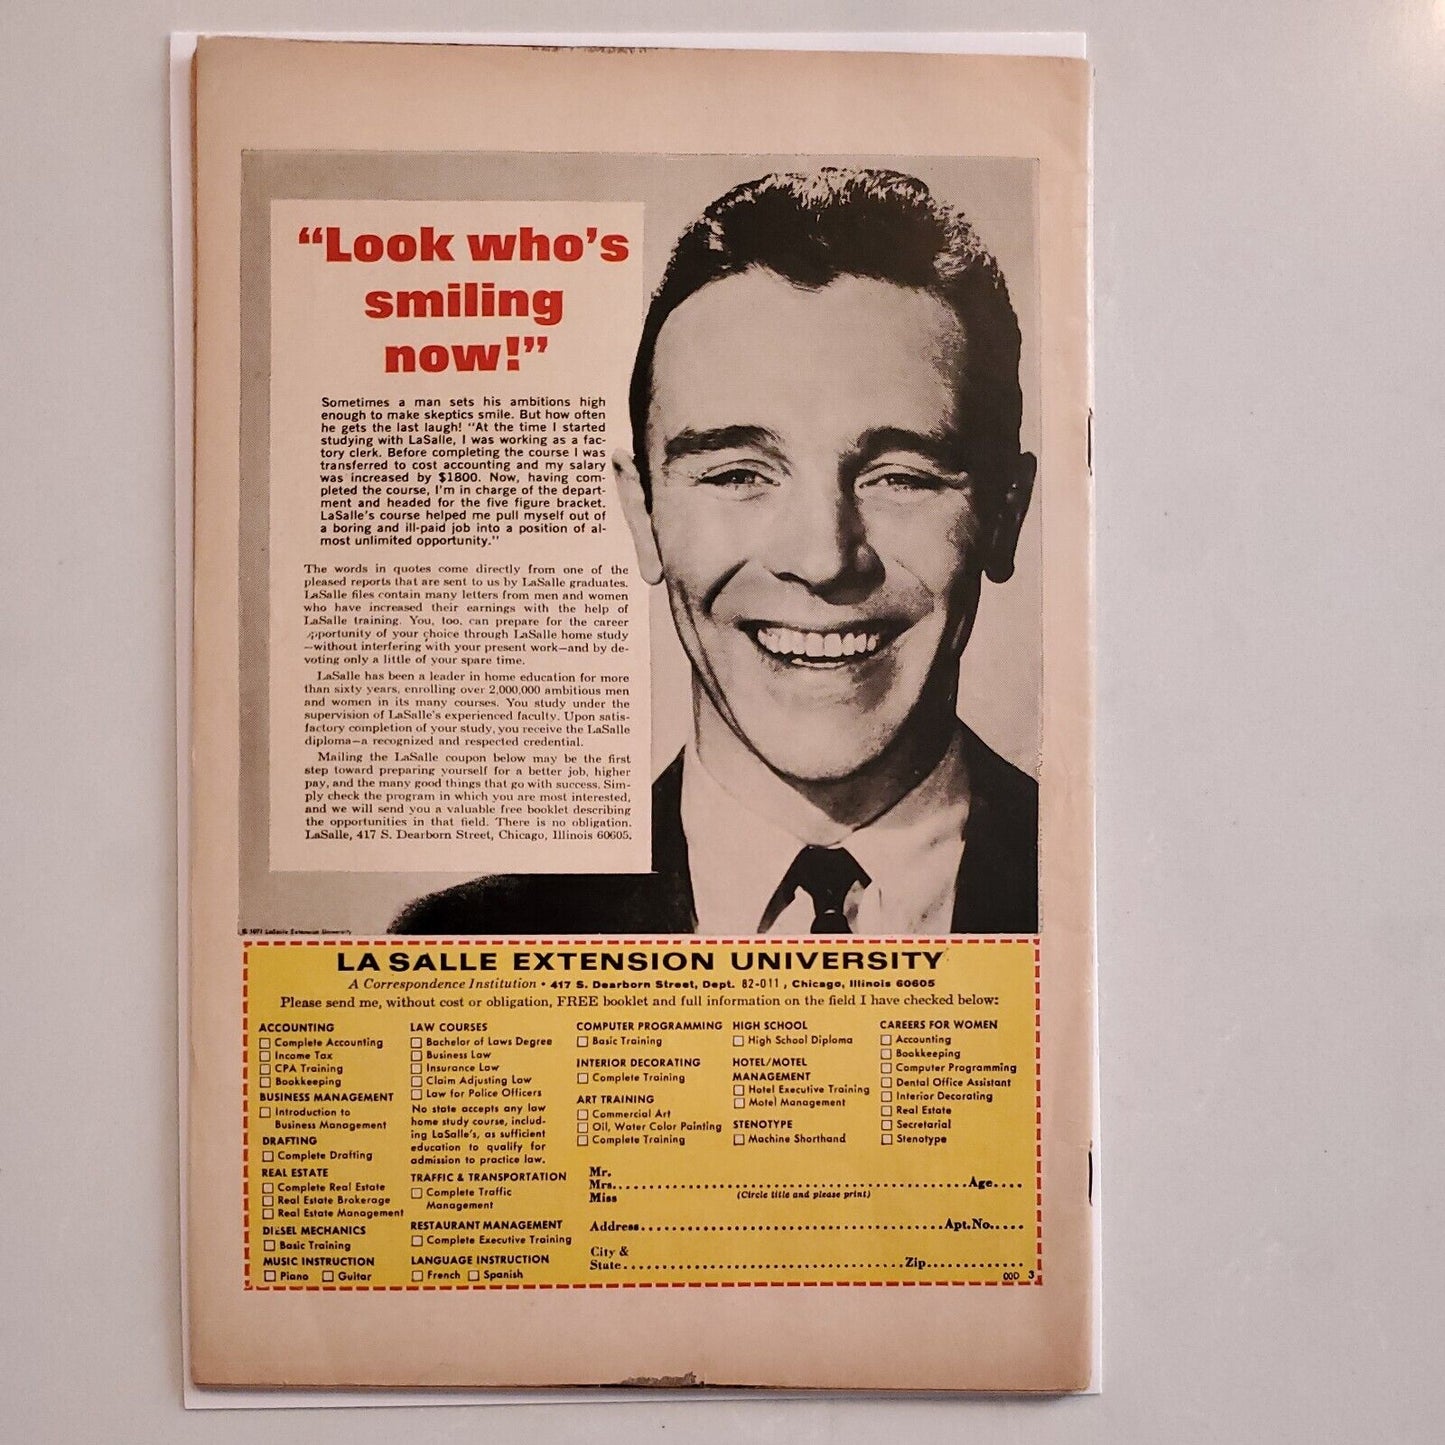 “Look who’s
smiling
now!”
Sometimes a man sets his ambitions high
enough to make skeptics smile. But how often
he gets the last laugh! “At the time I started
studying with LaSalle, I was working as a fac-
tory clerk. Before completing the course I was
transferred to cost accounting and my salary
was increased by $1800. Now, having com-
pleted the course, I’m in charge of the depart-
ment and headed for the five figure bracket.
LaSalle’s course helped me pull myself out of
a boring and ill-paid job into a position of al-
most unlimited opportunity.”
The words in quotes come directly from one of the
pleased reports that are sent to us by LaSalle graduates.
LaSalle files contain many letters from men and women
who have increased their earnings with the help of
LaSalle training. You, too, can prepare for the career
opportunity of your choice through LaSalle home study
—without interfering with your present work—and by de-
voting only a little of your spare time.
LaSalle has been a leader in home education for more
than sixty years, enrolling over 2,000,000 ambitious men
and women in its many courses. You study under the
supervision of LaSalle’s experienced faculty. Upon satis-
factory completion of your study, you receive the LaSalle
diploma—a recognized and respected credential.
Mailing the LaSalle coupon below may be the first
step toward preparing yourself for a better job, higher
pay, and the many good things that go with success. Sim-
ply check the program in which you are most interested,
and we will send you a valuable free booklet describing
the opportunities in that field. There is no obligation.
LaSalle, 417 S. Dearborn Street, Chicago, Illinois 60605.
© 1971 LaSalle Extension University
LA SALLE EXTENSION UNIVERSITY
A Correspondence Institution • 417 S. Dearborn Street, Dept. 82-011, Chicago, Illinois 60605
Please send me, without cost or obligation, FREE booklet and full information on the field I have checked below:
ACCOUNTING
Complete Accounting
Income Tax
CPA Training
Bookkeeping
BUSINESS MANAGEMENT
Introduction to
Business Management
DRAFTING
Complete Drafting
REAL ESTATE
Complete Real Estate
Real Estate Brokerage
Real Estate Management
DIESEL MECHANICS
Basic Training
MUSIC INSTRUCTION
Piano Guitar
LAW COURSES
Bachelor of Laws Degree
Business Law
Insurance Law
Claim Adjusting Law
Law for Police Officers
No state accepts any law
home study course, includ-
ing LaSalle’s, as sufficient
education to qualify for
admission to practice law.
TRAFFIC & TRANSPORTATION
Complete Traffic
Management
RESTAURANT MANAGEMENT
Complete Executive Training
LANGUAGE INSTRUCTION
French Spanish
COMPUTER PROGRAMMING
Basic Training
INTERIOR DECORATING
Complete Training
ART TRAINING
Commercial Art
Oil, Water Color Painting
Complete Training
HIGH SCHOOL
High School Diploma
HOTEL/MOTEL
MANAGEMENT
Hotel Executive Training
Motel Management
STENOTYPE
Machine Shorthand
CAREERS FOR WOMEN
Accounting
Bookkeeping
Computer Programming
Dental Office Assistant
Interior Decorating
Real Estate
Secretarial
Stenotype
Mr.
Mrs. Age
Miss (Circle title and please print)
Address Apt. No.
City &
State Zip
00D 3